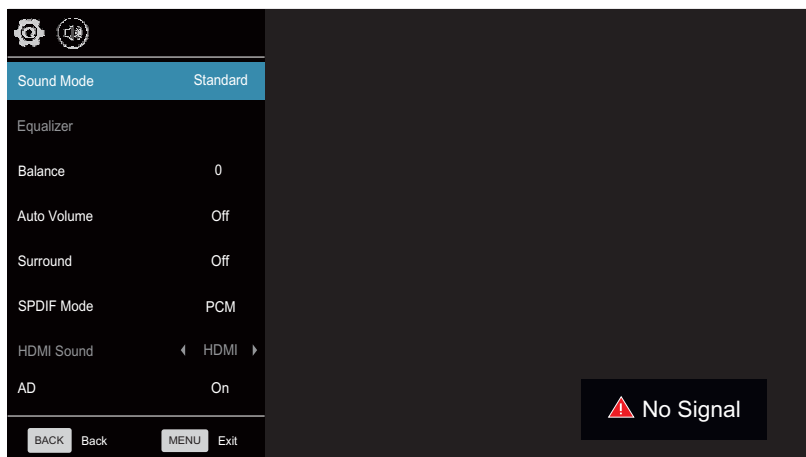 Sound Mode Standard
Equalizer
Balance 0
Auto Volume Off
Surround Off
SPDIF Mode PCM
HDMI Sound HDMI
AD On
No Signal
BACK Back MENU Exit